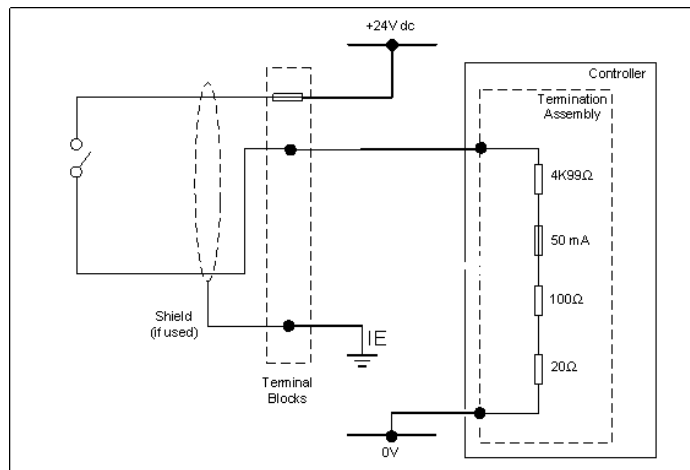 +24V dc
Controller
Termination
Assembly
4K99Ω
50 mA
100Ω
20Ω
Shield
(if used)
IE
Terminal
Blocks
0V